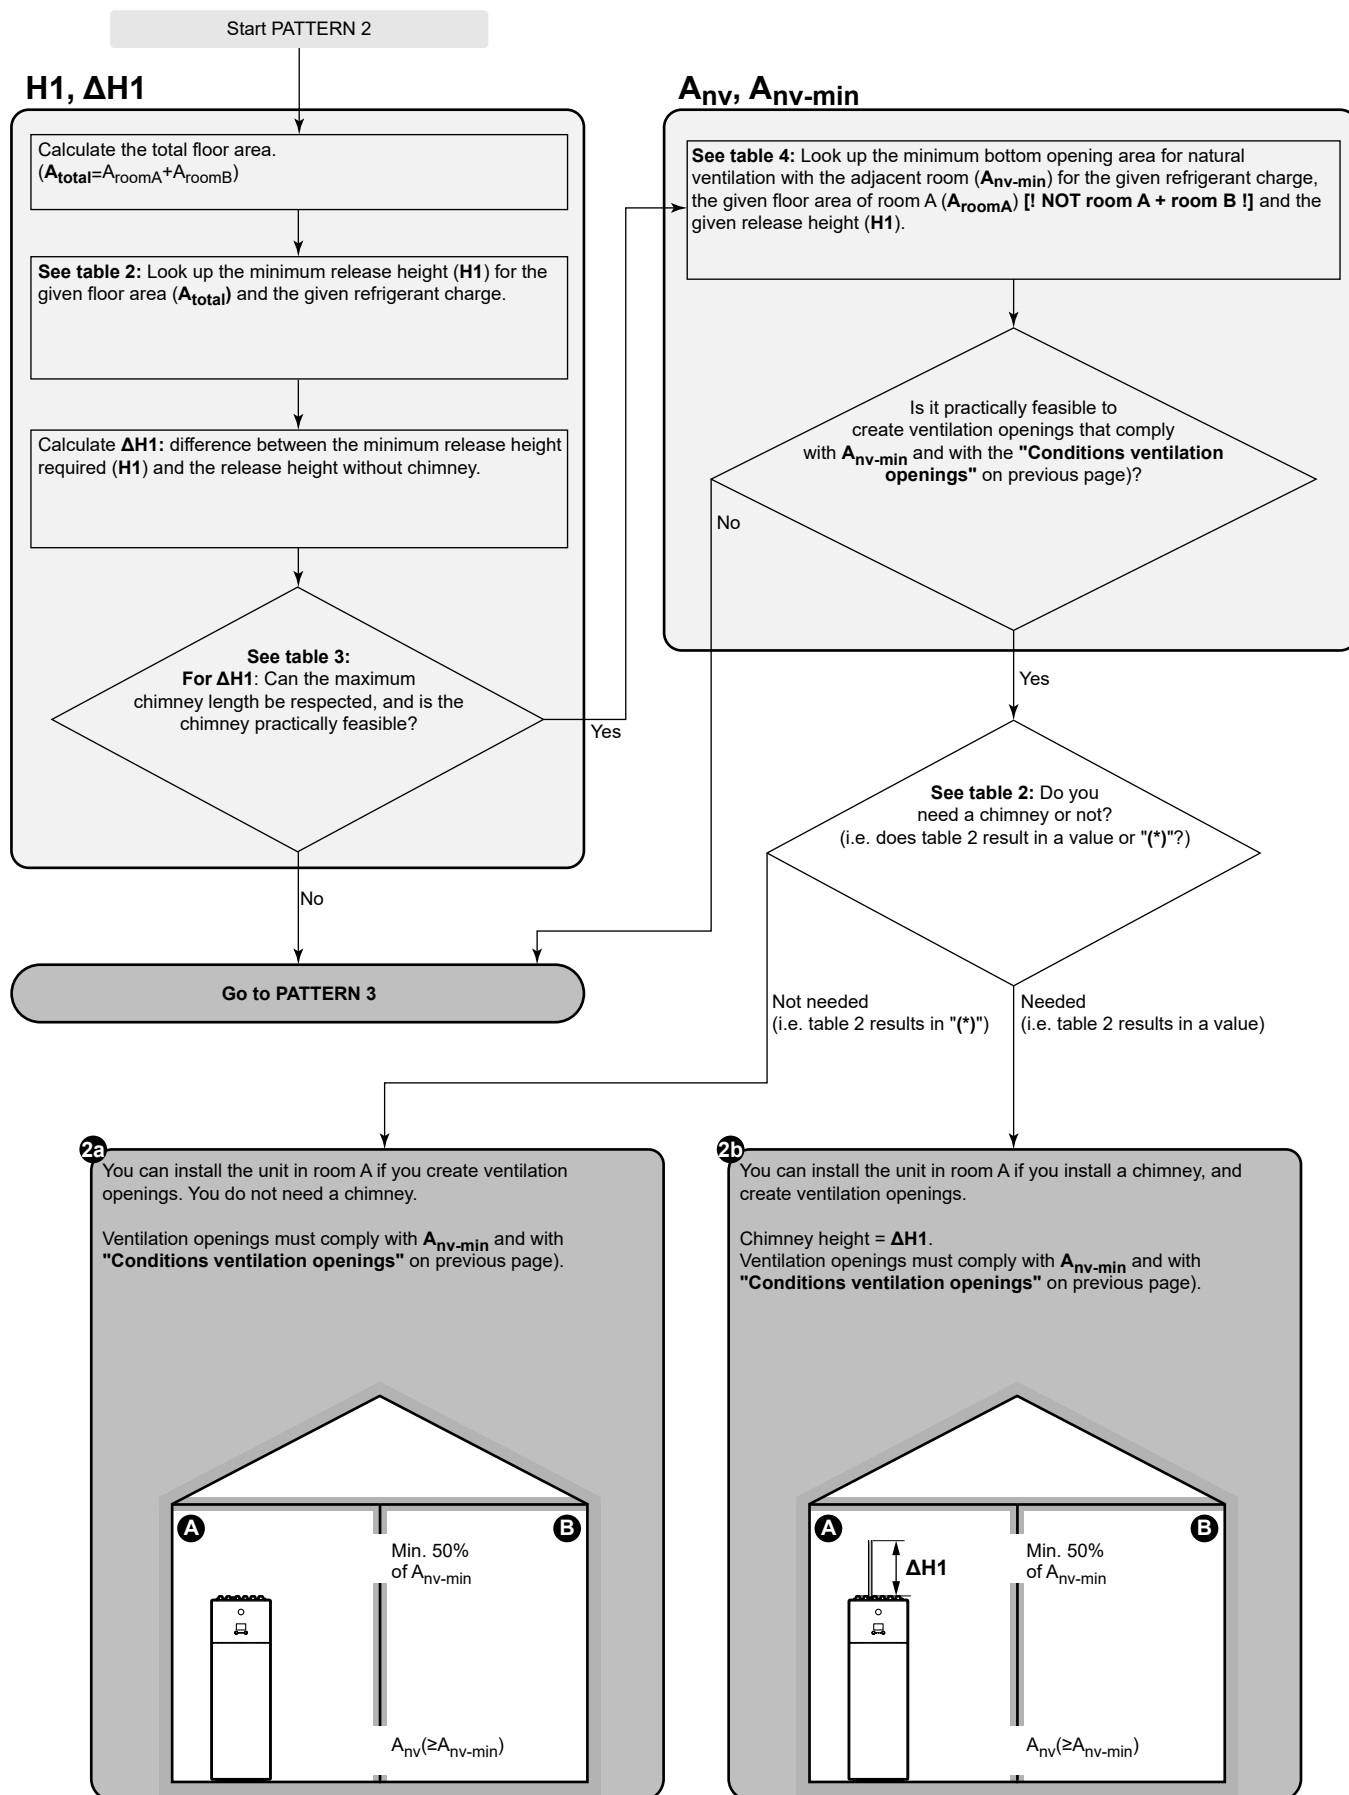 Start PATTERN 2
H1, ΔH1
Calculate the total floor area.
(Atotal=AroomA+AroomB)
See table 2: Look up the minimum release height (H1) for the
given floor area (Atotal) and the given refrigerant charge.
Calculate ΔH1: difference between the minimum release height
required (H1) and the release height without chimney.
See table 3:
For ΔH1: Can the maximum
chimney length be respected, and is the
chimney practically feasible?
Yes
No
Go to PATTERN 3
Anv, Anv-min
See table 4: Look up the minimum bottom opening area for natural
ventilation with the adjacent room (Anv-min) for the given refrigerant charge,
the given floor area of room A (AroomA) [! NOT room A + room B !] and the
given release height (H1).
Is it practically feasible to
create ventilation openings that comply
with Anv-min and with the "Conditions ventilation
openings" on previous page)?
No
Yes
See table 2: Do you
need a chimney or not?
(i.e. does table 2 result in a value or "(*)"?)
Not needed
(i.e. table 2 results in "(*)")
Needed
(i.e. table 2 results in a value)
2a
You can install the unit in room A if you create ventilation
openings. You do not need a chimney.
Ventilation openings must comply with Anv-min and with
"Conditions ventilation openings" on previous page).
A
B
Min. 50%
of Anv-min
Anv(≥Anv-min)
2b
You can install the unit in room A if you install a chimney, and
create ventilation openings.
Chimney height = ΔH1.
Ventilation openings must comply with Anv-min and with
"Conditions ventilation openings" on previous page).
A
B
ΔH1
Min. 50%
of Anv-min
Anv(≥Anv-min)